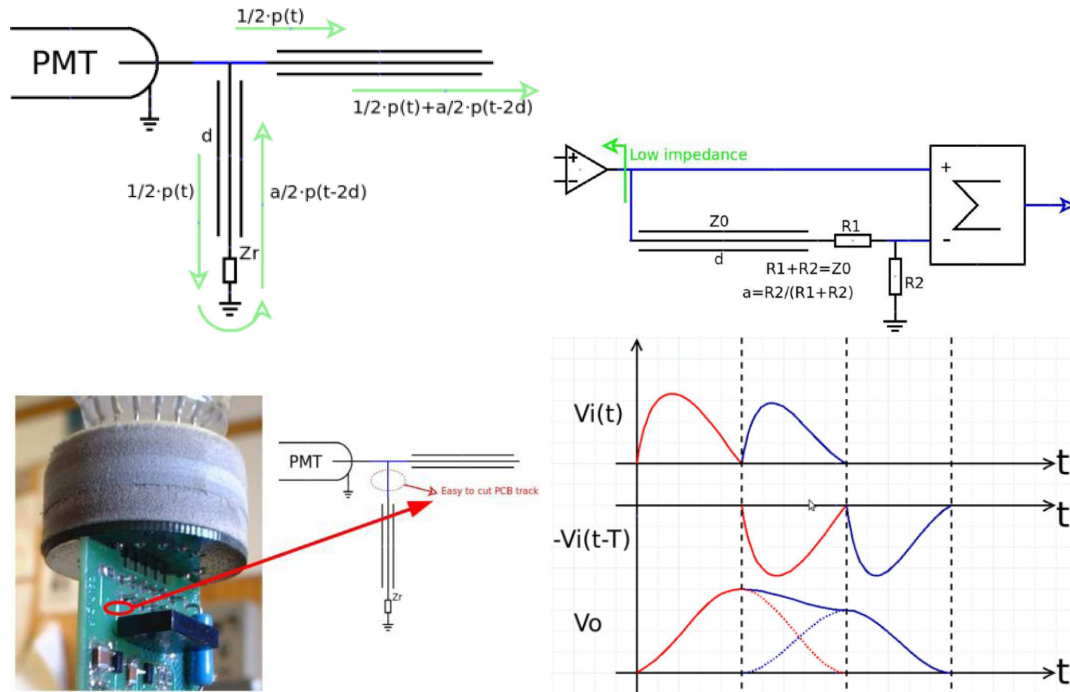 1/2·p(t)
PMT
1/2·p(t)+a/2·p(t-2d)
d
1/2·p(t)
a/2·p(t-2d)
Zr
+
−
Low impedance
+
Σ
-
Z0
d
R1
R1+R2=Z0
a=R2/(R1+R2)
R2
PMT
Easy to cut PCB track
Zr
Vi(t)
t
-Vi(t-T)
t
Vo
t